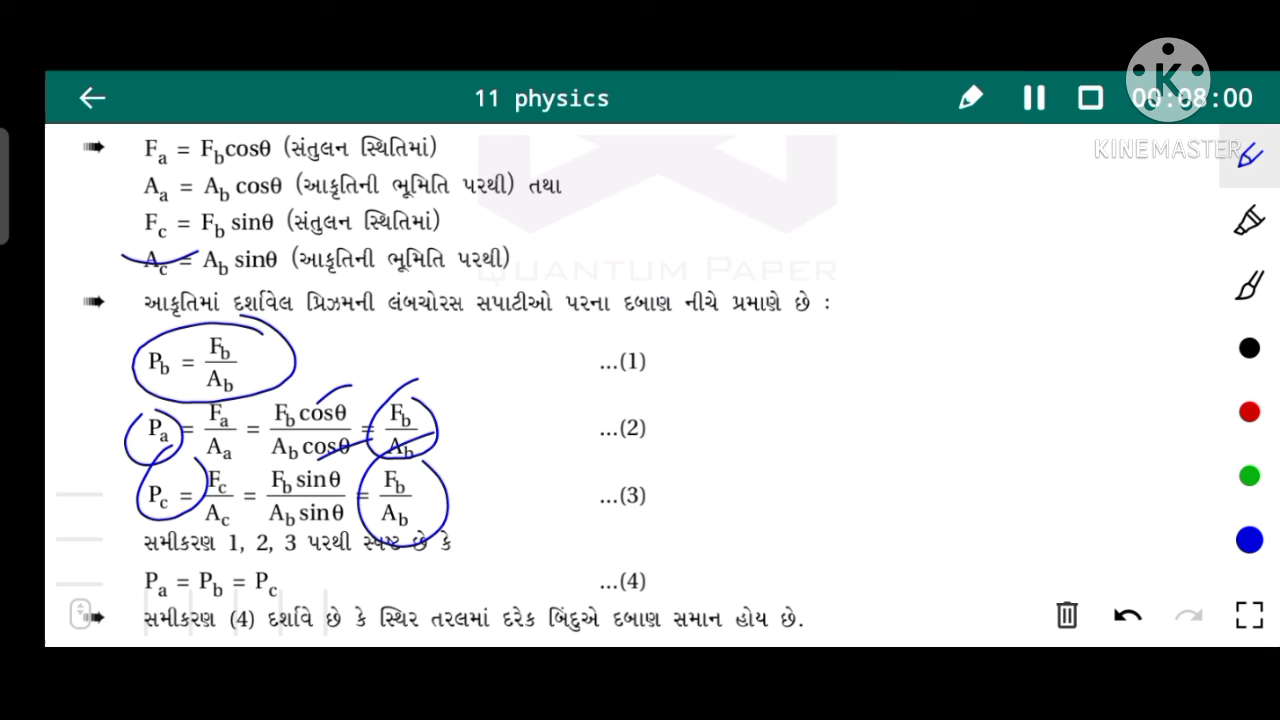 11 physics
00:08:00
KINEMASTER
➠ Fa = Fbcosθ (સંતુલન સ્થિતિમાં)
Aa = Ab cosθ (આકૃતિની ભૂમિતિ પરથી) તથા
Fc = Fb sinθ (સંતુલન સ્થિતિમાં)
Ac = Ab sinθ (આકૃતિની ભૂમિતિ પરથી)
QUANTUM PAPER
➠ આકૃતિમાં દર્શાવેલ પ્રિઝમની લંબચોરસ સપાટીઓ પરના દબાણ નીચે પ્રમાણે છે :
Pb = Fb/Ab ...(1)
Pa = Fa/Aa = Fb cosθ/Ab cosθ = Fb/Ab ...(2)
Pc = Fc/Ac = Fb sinθ/Ab sinθ = Fb/Ab ...(3)
સમીકરણ 1, 2, 3 પરથી સ્પષ્ટ છે કે
Pa = Pb = Pc ...(4)
➠ સમીકરણ (4) દર્શાવે છે કે સ્થિર તરલમાં દરેક બિંદુએ દબાણ સમાન હોય છે.